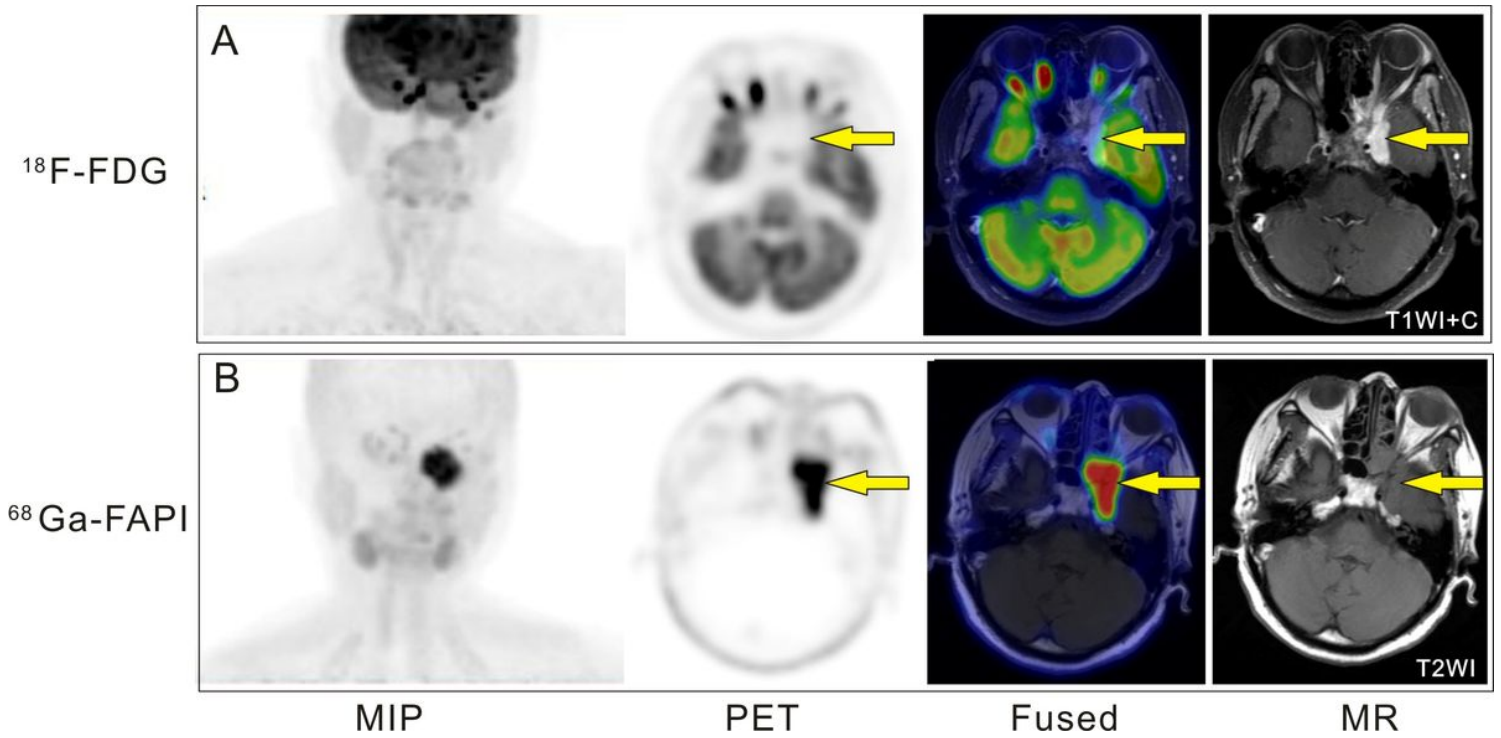 A
¹⁸F-FDG
T1WI+C
B
⁶⁸Ga-FAPI
T2WI
MIP PET Fused MR